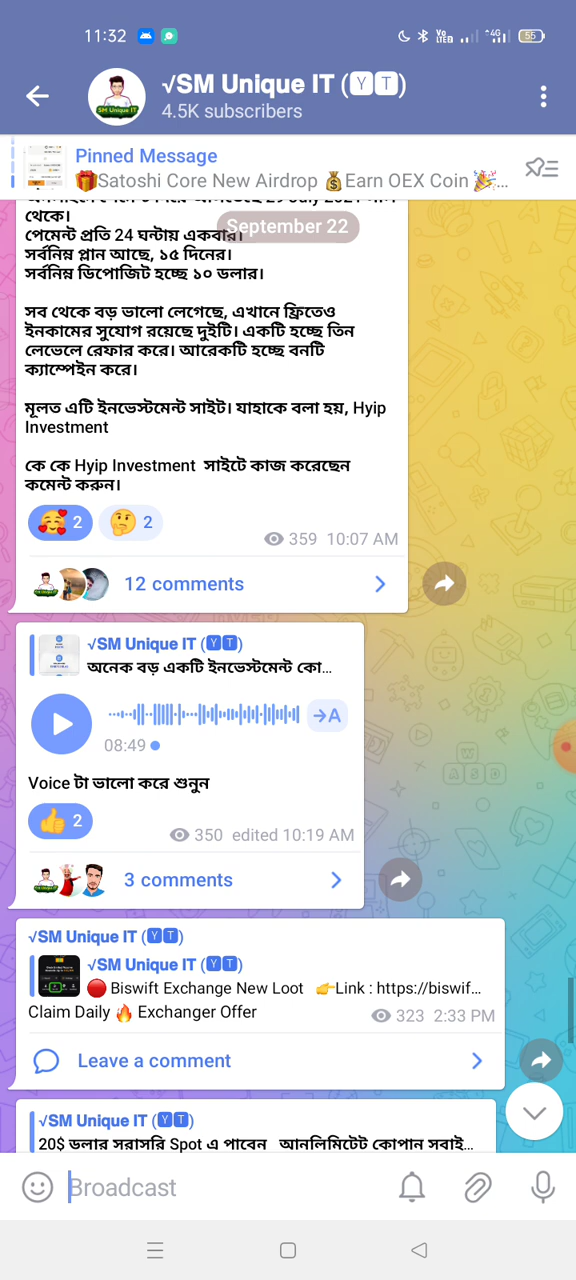 11:32
4G
55
√SM Unique IT (🅈🅃)
4.5K subscribers
Pinned Message
🎁Satoshi Core New Airdrop 💰Earn OEX Coin 🎉...
থেকে।
September 22
পেমেন্ট প্রতি 24 ঘন্টায় একবার।
সর্বনিম্ন প্লান আছে, ১৫ দিনের।
সর্বনিম্ন ডিপোজিট হচ্ছে ১০ ডলার।
সব থেকে বড় ভালো লেগেছে, এখানে ফ্রিতেও
ইনকামের সুযোগ রয়েছে দুইটি। একটি হচ্ছে তিন
লেভেলে রেফার করে। আরেকটি হচ্ছে বনটি
ক্যাম্পেইন করে।
মূলত এটি ইনভেস্টমেন্ট সাইট। যাহাকে বলা হয়, Hyip
Investment
কে কে Hyip Investment সাইটে কাজ করেছেন
কমেন্ট করুন।
🥰 2 🤔 2
359 10:07 AM
12 comments
√SM Unique IT (🆈🆃)
অনেক বড় একটি ইনভেস্টমেন্ট কো...
→A
08:49
Voice টা ভালো করে শুনুন
👍 2
350 edited 10:19 AM
3 comments
√SM Unique IT (🆈🆃)
√SM Unique IT (🆈🆃)
🔴 Biswift Exchange New Loot 👉Link : https://biswif...
Claim Daily 🔥 Exchanger Offer
323 2:33 PM
Leave a comment
√SM Unique IT (🆈🆃)
20$ ডলার সরাসরি Spot এ পাবেন আনলিমিটেট কোপান সবাই...
Broadcast